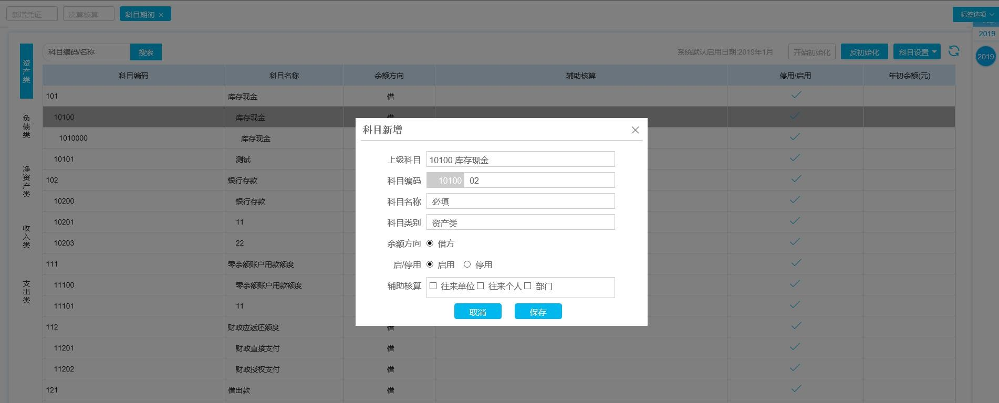 新增凭证 决算核算 科目期初 × 标签选项
2019
科目编码/名称 搜索 系统默认启用日期:2019年1月 开始初始化 反初始化 科目设置
2019
资产类
负债类
净资产类
收入类
支出类
科目编码 科目名称 余额方向 辅助核算 停用/启用 年初余额(元)
101 库存现金 借
10100 库存现金 借
1010000 库存现金
10101 测试
102 银行存款
10200 银行存款
10201 11
10203 22
111 零余额账户用款额度
11100 零余额账户用款额度
11101 11
112 财政应返还额度 借
11201 财政直接支付 借
11202 财政授权支付 借
121 借出款 借
科目新增
上级科目 10100 库存现金
科目编码 10100 02
科目名称 必填
科目类别 资产类
余额方向 借方
启/停用 启用 停用
辅助核算 往来单位 往来个人 部门
取消 保存